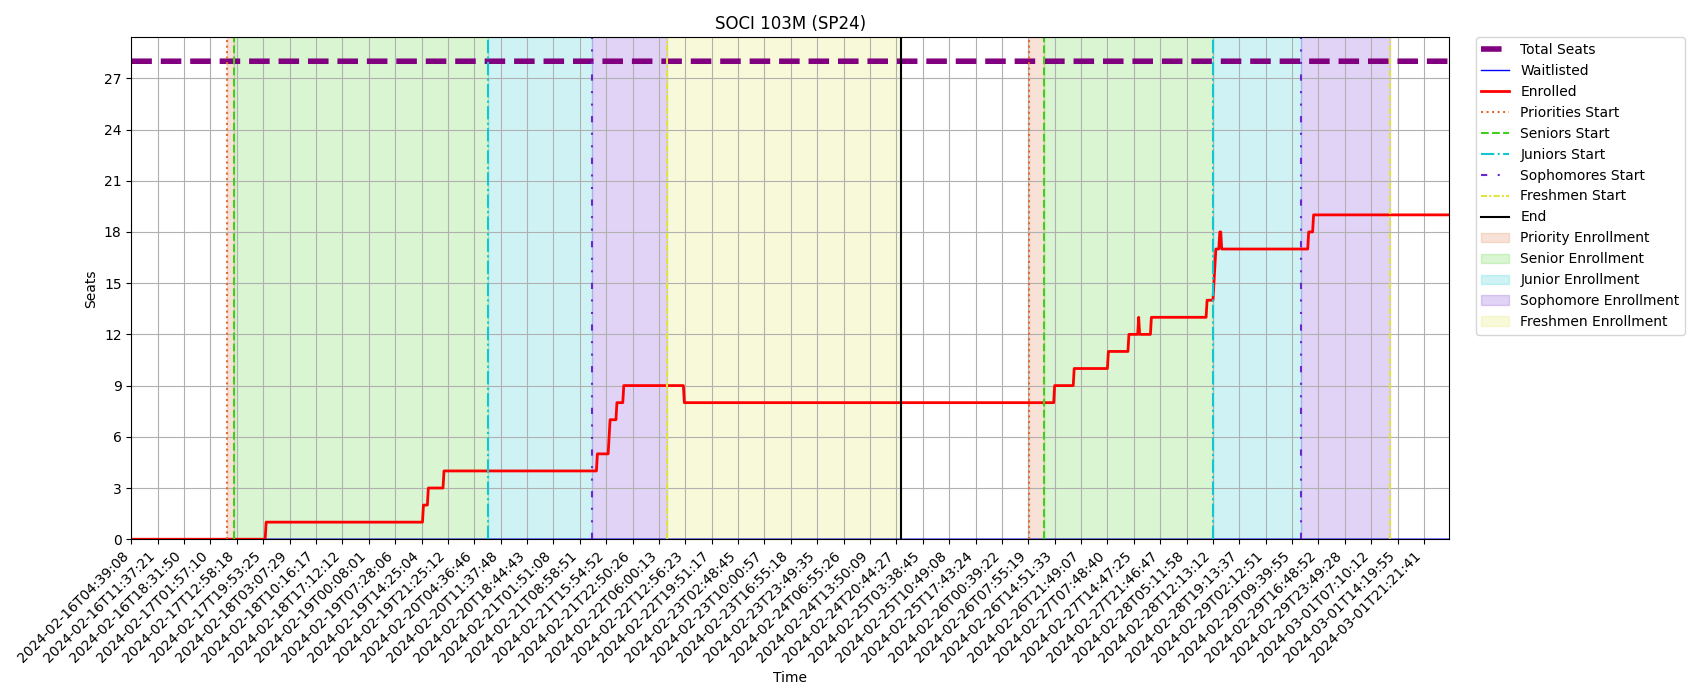 SOCI 103M (SP24)
Seats
27
24
21
18
15
12
9
6
3
0
2024-02-16T04:39:08
2024-02-16T11:37:21
2024-02-16T18:31:50
2024-02-17T01:57:10
2024-02-17T12:58:18
2024-02-17T19:53:25
2024-02-18T03:07:29
2024-02-18T10:16:17
2024-02-18T17:12:12
2024-02-19T00:08:01
2024-02-19T07:28:06
2024-02-19T14:25:04
2024-02-19T21:25:12
2024-02-20T04:36:46
2024-02-20T11:37:48
2024-02-20T18:44:43
2024-02-21T01:51:08
2024-02-21T08:58:51
2024-02-21T15:54:52
2024-02-21T22:50:26
2024-02-22T06:00:13
2024-02-22T12:56:23
2024-02-22T19:51:17
2024-02-23T02:48:45
2024-02-23T10:00:57
2024-02-23T16:55:18
2024-02-23T23:49:35
2024-02-24T06:55:26
2024-02-24T13:50:09
2024-02-24T20:44:27
2024-02-25T03:38:45
2024-02-25T10:49:08
2024-02-25T17:43:24
2024-02-26T00:39:22
2024-02-26T07:55:19
2024-02-26T14:51:33
2024-02-26T21:49:07
2024-02-27T07:48:40
2024-02-27T14:47:25
2024-02-27T21:46:47
2024-02-28T05:11:58
2024-02-28T12:13:12
2024-02-28T19:13:37
2024-02-29T02:12:51
2024-02-29T09:39:55
2024-02-29T16:48:52
2024-02-29T23:49:28
2024-03-01T07:10:12
2024-03-01T14:19:55
2024-03-01T21:21:41
Time
Total Seats
Waitlisted
Enrolled
Priorities Start
Seniors Start
Juniors Start
Sophomores Start
Freshmen Start
End
Priority Enrollment
Senior Enrollment
Junior Enrollment
Sophomore Enrollment
Freshmen Enrollment